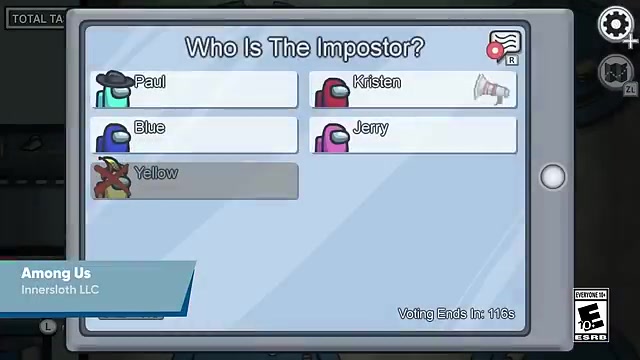 TOTAL TA
Who Is The Impostor?
R
Paul
Kristen
ZL
Blue
Jerry
Yellow
Among Us
Innersloth LLC
Voting Ends In: 116s
L
EVERYONE 10+
E
10+
ESRB